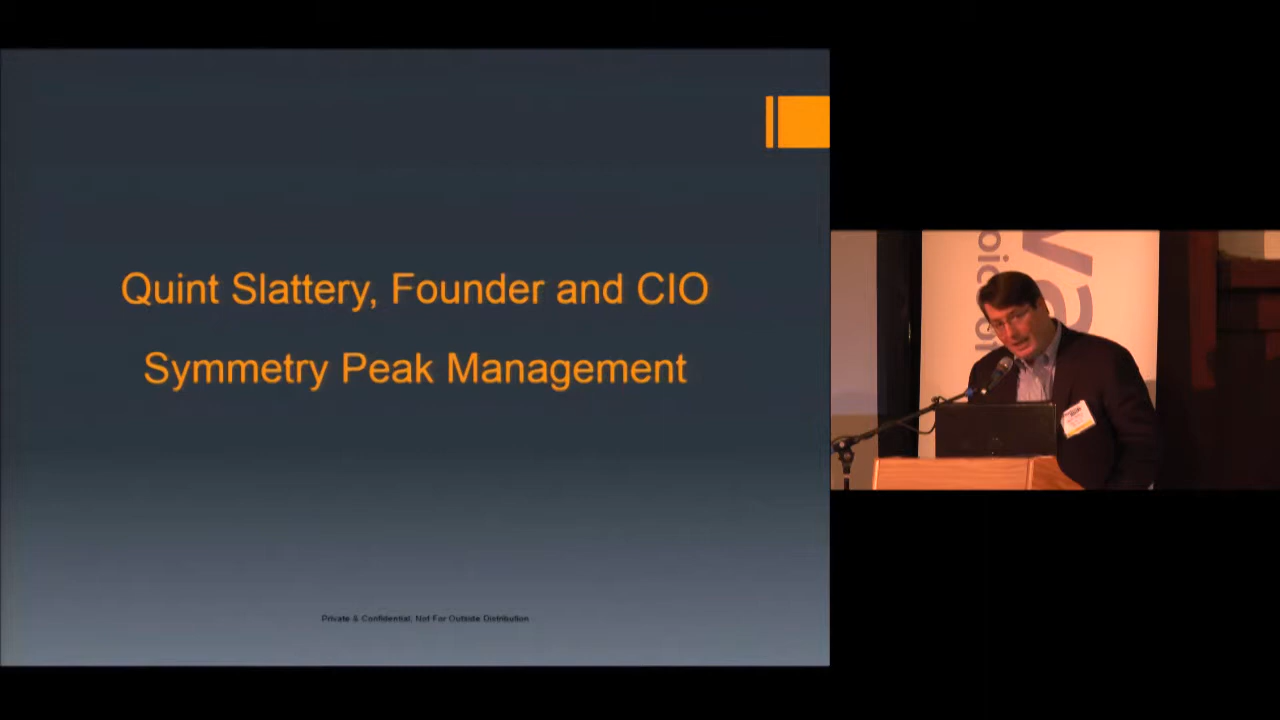 Quint Slattery, Founder and CIO
Symmetry Peak Management
Private & Confidential, Not For Outside Distribution